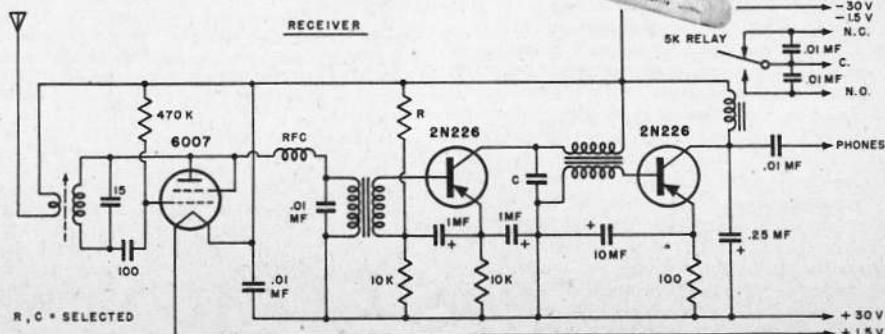 RECEIVER
-30V
-1.5V
N.C.
5K RELAY
.01 MF
C.
.01 MF
N.O.
470K
R
6007
RFC
2N226
2N226
PHONES
.01 MF
15
.01
MF
C
1MF
+
1MF
+
+
10MF
.25 MF
+
100
.01
MF
10K
10K
100
R, C = SELECTED
+30V
+1.5V